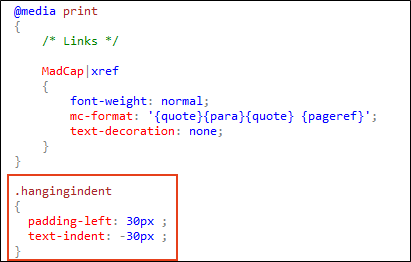 @media print
{
/* Links */
MadCap|xref
{
font-weight: normal;
mc-format: '{quote}{para}{quote} {pageref}';
text-decoration: none;
}
}
.hangingindent
{
padding-left: 30px ;
text-indent: -30px ;
}